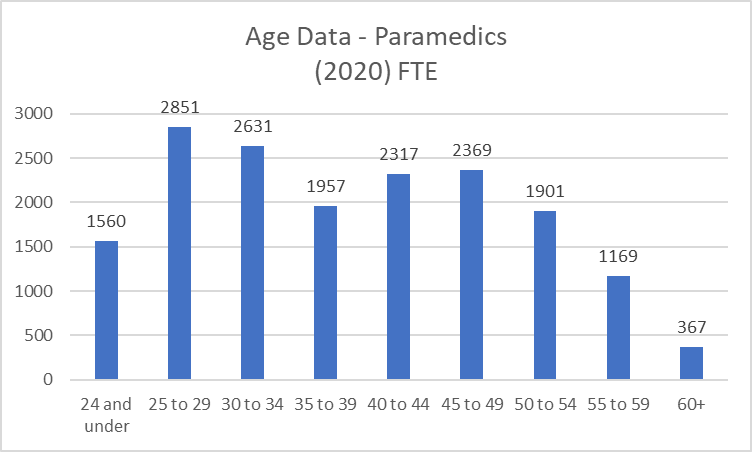 Age Data - Paramedics
(2020) FTE
3000
2500
2000
1500
1000
500
0
1560
2851
2631
1957
2317
2369
1901
1169
367
24 and
under
25 to 29
30 to 34
35 to 39
40 to 44
45 to 49
50 to 54
55 to 59
60+